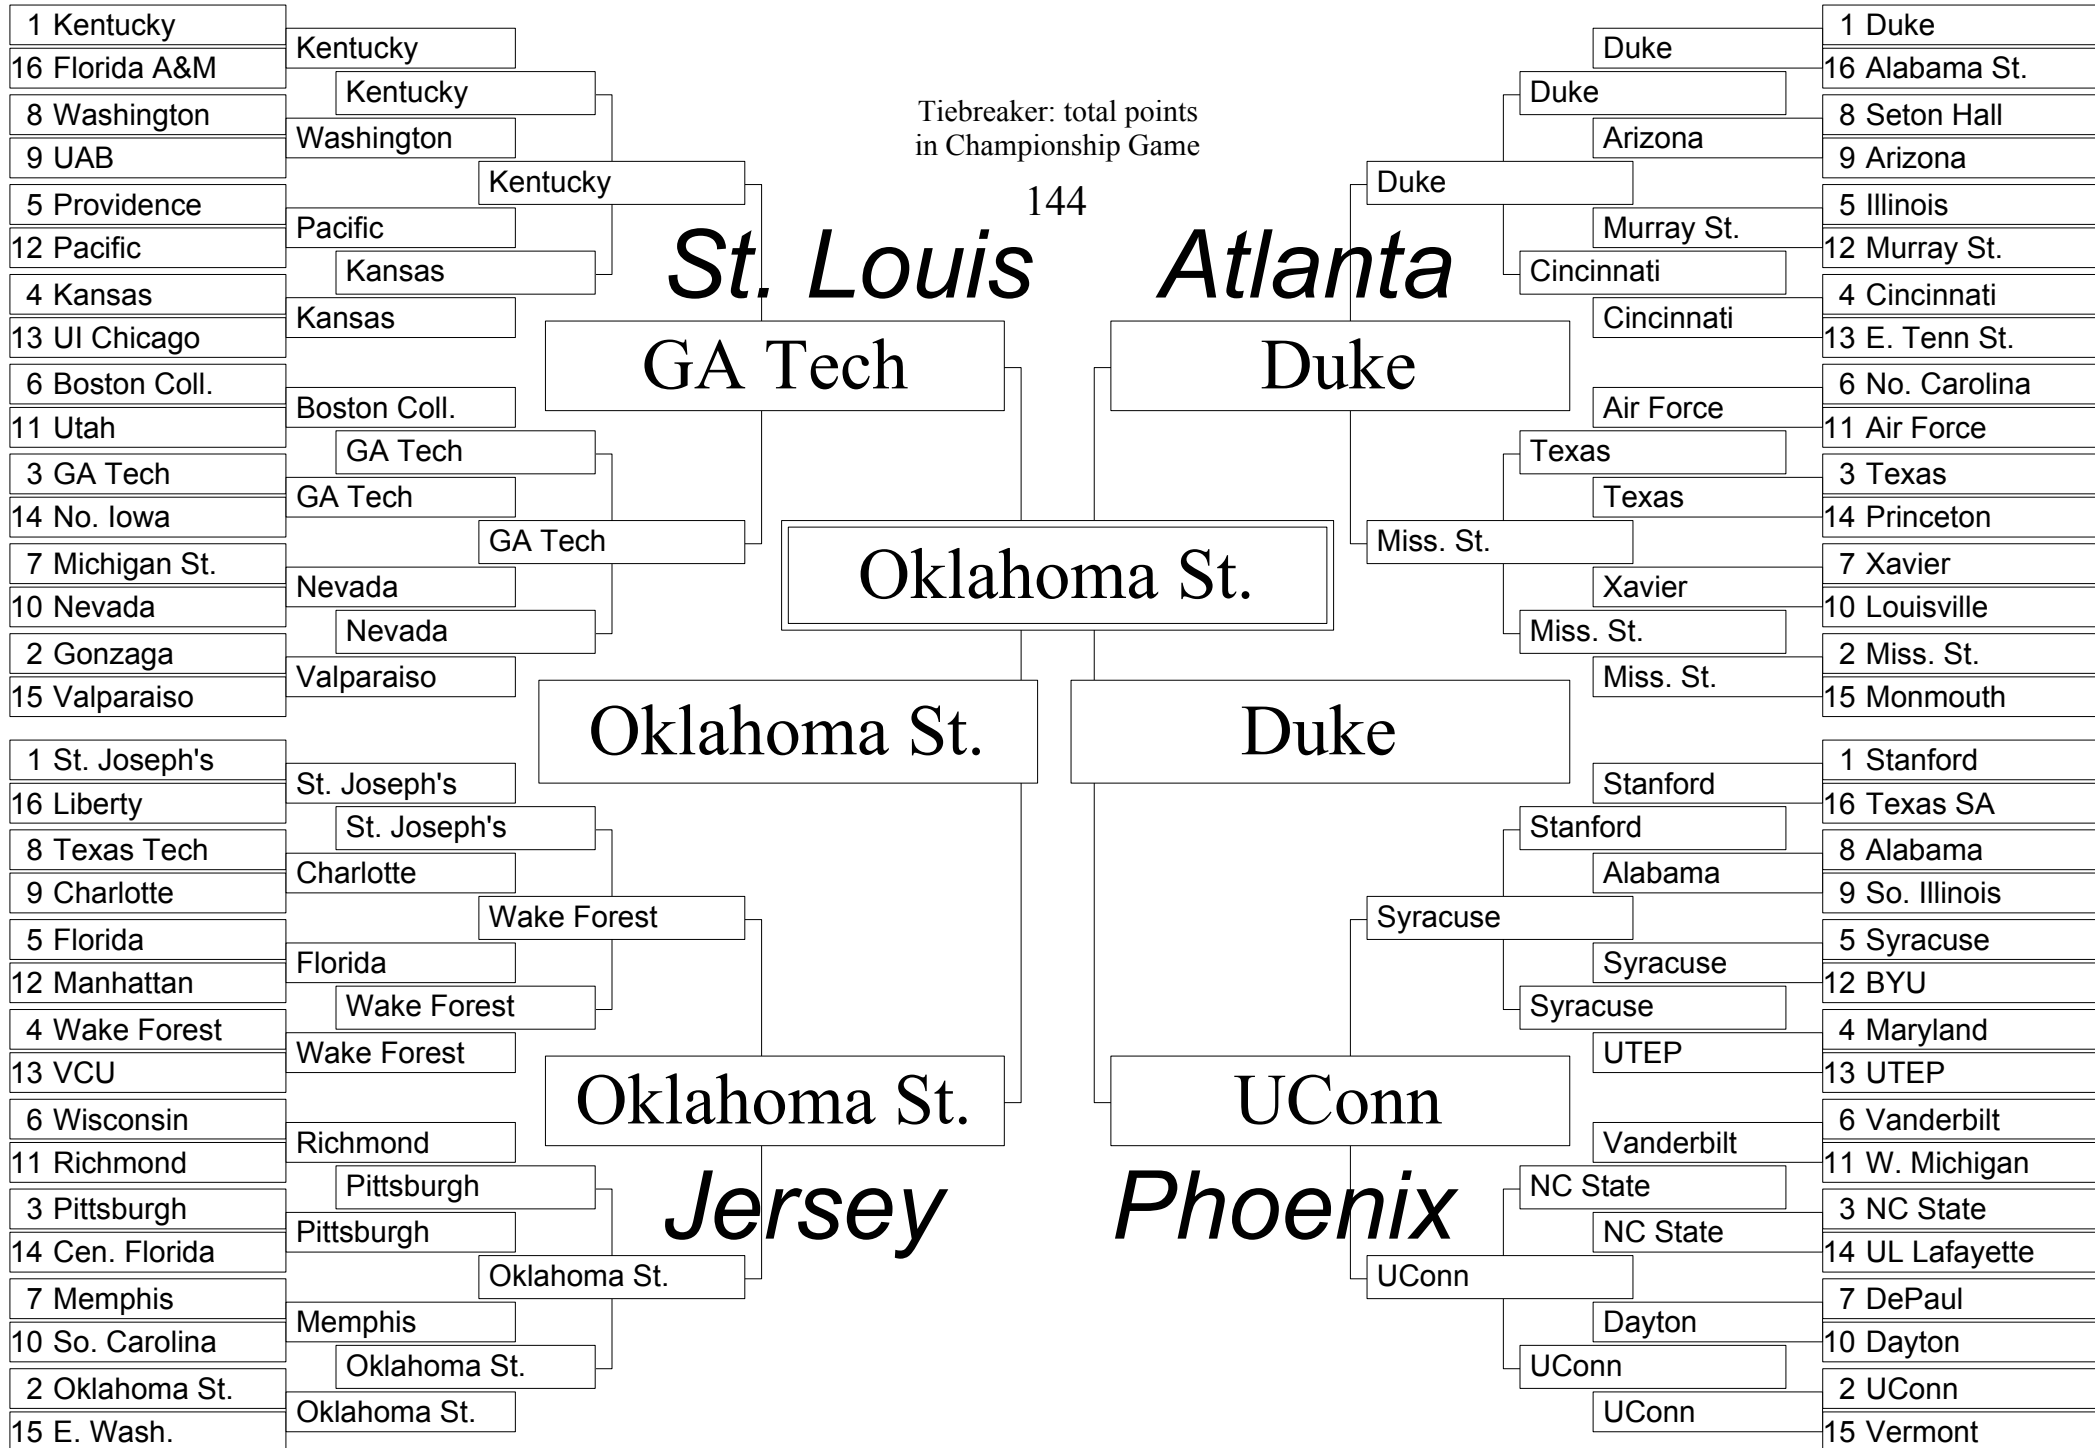 1 Kentucky
16 Florida A&M
8 Washington
9 UAB
5 Providence
12 Pacific
4 Kansas
13 UI Chicago
6 Boston Coll.
11 Utah
3 GA Tech
14 No. Iowa
7 Michigan St.
10 Nevada
2 Gonzaga
15 Valparaiso
1 St. Joseph's
16 Liberty
8 Texas Tech
9 Charlotte
5 Florida
12 Manhattan
4 Wake Forest
13 VCU
6 Wisconsin
11 Richmond
3 Pittsburgh
14 Cen. Florida
7 Memphis
10 So. Carolina
2 Oklahoma St.
15 E. Wash.
Kentucky
Washington
Pacific
Kansas
Boston Coll.
GA Tech
Nevada
Valparaiso
St. Joseph's
Charlotte
Florida
Wake Forest
Richmond
Pittsburgh
Memphis
Oklahoma St.
Kentucky
Kansas
GA Tech
Nevada
St. Joseph's
Wake Forest
Pittsburgh
Oklahoma St.
Kentucky
GA Tech
Wake Forest
Oklahoma St.
St. Louis
GA Tech
Oklahoma St.
Oklahoma St.
Jersey
Tiebreaker: total points
in Championship Game
144
Oklahoma St.
Atlanta
Duke
Duke
UConn
Phoenix
Duke
Miss. St.
Syracuse
UConn
Duke
Cincinnati
Texas
Miss. St.
Stanford
Syracuse
NC State
UConn
Duke
Arizona
Murray St.
Cincinnati
Air Force
Texas
Xavier
Miss. St.
Stanford
Alabama
Syracuse
UTEP
Vanderbilt
NC State
Dayton
UConn
1 Duke
16 Alabama St.
8 Seton Hall
9 Arizona
5 Illinois
12 Murray St.
4 Cincinnati
13 E. Tenn St.
6 No. Carolina
11 Air Force
3 Texas
14 Princeton
7 Xavier
10 Louisville
2 Miss. St.
15 Monmouth
1 Stanford
16 Texas SA
8 Alabama
9 So. Illinois
5 Syracuse
12 BYU
4 Maryland
13 UTEP
6 Vanderbilt
11 W. Michigan
3 NC State
14 UL Lafayette
7 DePaul
10 Dayton
2 UConn
15 Vermont